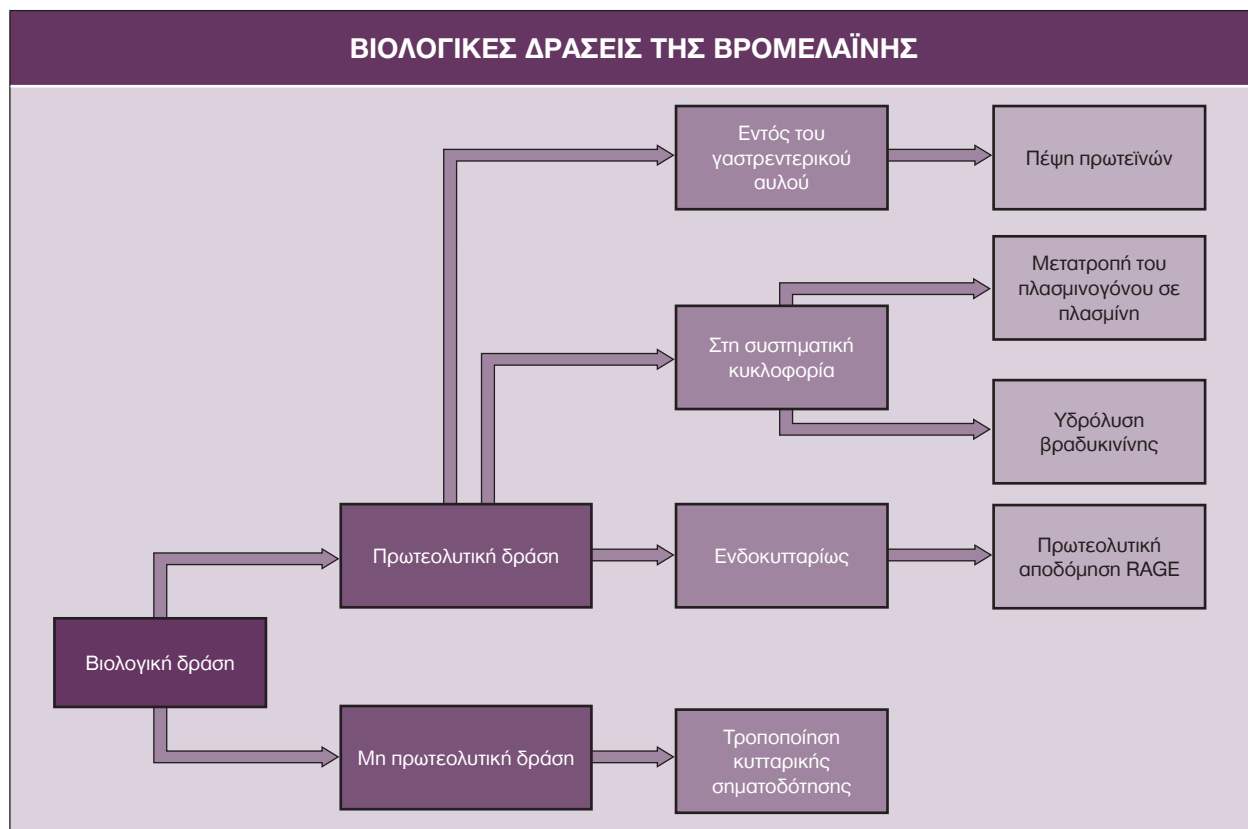 ΒΙΟΛΟΓΙΚΕΣ ΔΡΑΣΕΙΣ ΤΗΣ ΒΡΟΜΕΛΑΪΝΗΣ
Εντός του
γαστρεντερικού
αυλού
Πέψη πρωτεϊνών
Στη συστηματική
κυκλοφορία
Μετατροπή του
πλασμινογόνου σε
πλασμίνη
Υδρόλυση
βραδυκινίνης
Πρωτεολυτική δράση
Ενδοκυτταρίως
Πρωτεολυτική
αποδόμηση RAGE
Βιολογική δράση
Μη πρωτεολυτική δράση
Τροποποίηση
κυτταρικής
σηματοδότησης